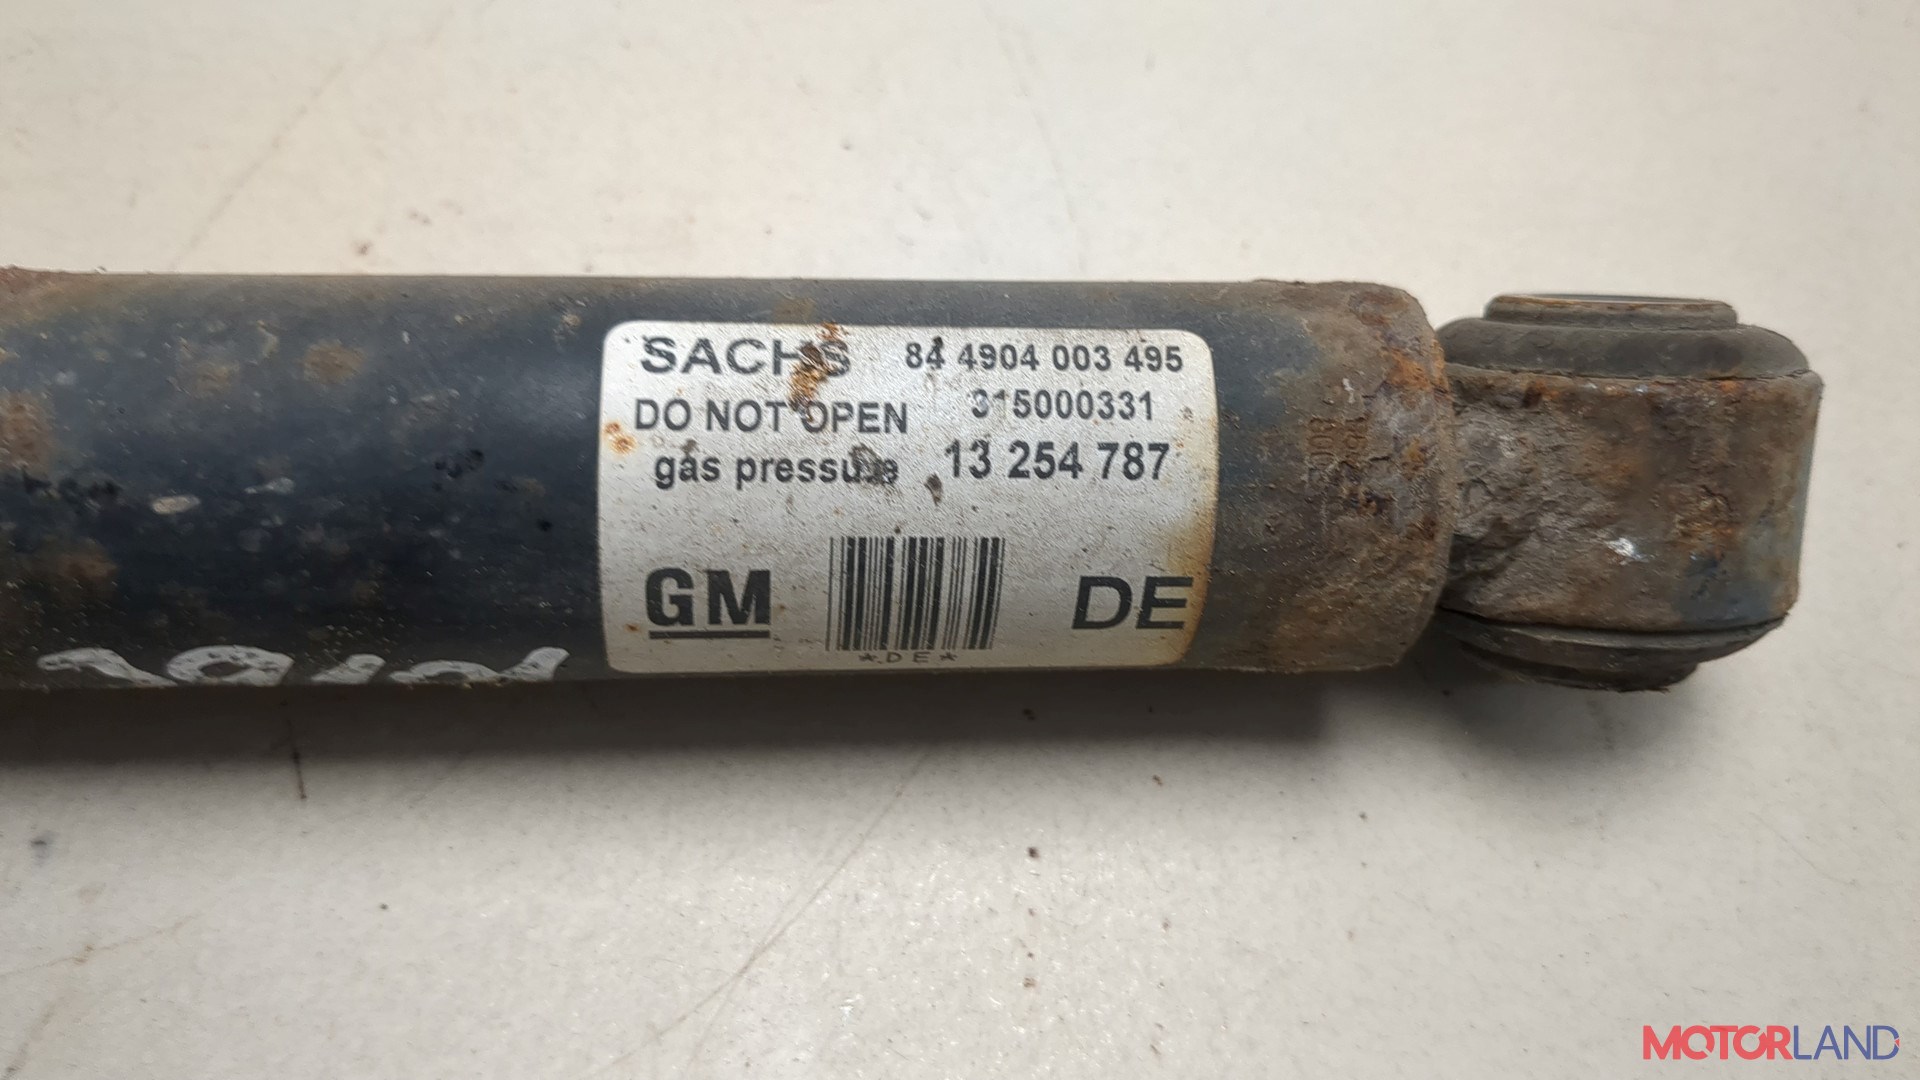 SACHS 84 4904 003 495
DO NOT OPEN 315000331
gas pressure 13 254 787
GM DE
*DE*
MOTORLAND